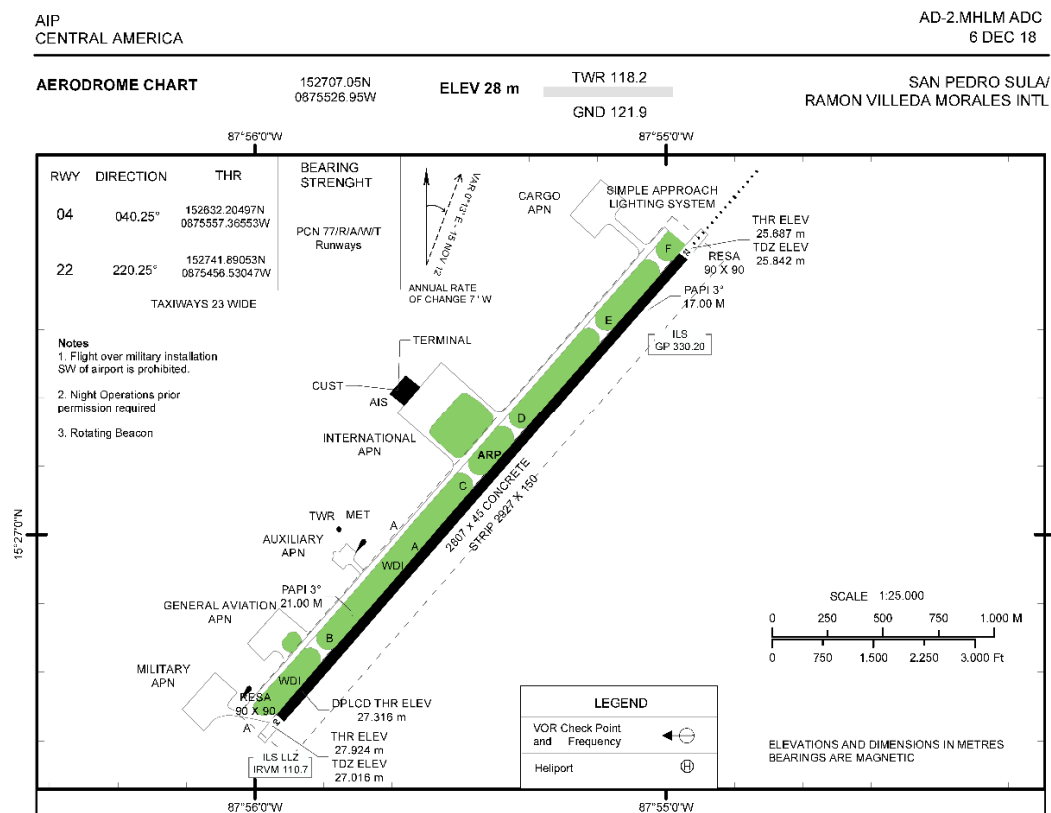 AIP
CENTRAL AMERICA
AD-2.MHLM ADC
6 DEC 18
AERODROME CHART
152707.05N
0875526.95W
ELEV 28 m
TWR 118.2
GND 121.9
SAN PEDRO SULA/
RAMON VILLEDA MORALES INTL
87°56'0"W
87°55'0"W
RWY DIRECTION THR
04 040.25° 152632.20497N
0875557.36553W
22 220.25° 152741.89053N
0875456.53047W
TAXIWAYS 23 WIDE
BEARING
STRENGHT
PCN 77/R/A/W/T
Runways
VAR 0°13' E - 15 NOV 12
ANNUAL RATE
OF CHANGE 7 ' W
CARGO
APN
SIMPLE APPROACH
LIGHTING SYSTEM
THR ELEV
25.687 m
TDZ ELEV
25.842 m
F
RESA
90 X 90
PAPI 3°
17.00 M
E
ILS
GP 330.20
Notes
1. Flight over military installation
SW of airport is prohibited.
2. Night Operations prior
permission required
3. Rotating Beacon
TERMINAL
CUST
AIS
INTERNATIONAL
APN
D
ARP
C
2807 X 45 CONCRETE
STRIP 2927 X 150
15°27'0"N
TWR MET
A
A
AUXILIARY
APN
WDI
PAPI 3°
21.00 M
GENERAL AVIATION
APN
B
MILITARY
APN
WDI
RESA
90 X 90
A
DPLCD THR ELEV
27.316 m
THR ELEV
27.924 m
TDZ ELEV
27.016 m
ILS LLZ
IRVM 110.7
SCALE 1:25.000
0 250 500 750 1.000 M
0 750 1.500 2.250 3.000 Ft
LEGEND
VOR Check Point
and Frequency
Heliport
H
ELEVATIONS AND DIMENSIONS IN METRES
BEARINGS ARE MAGNETIC
87°56'0"W
87°55'0"W